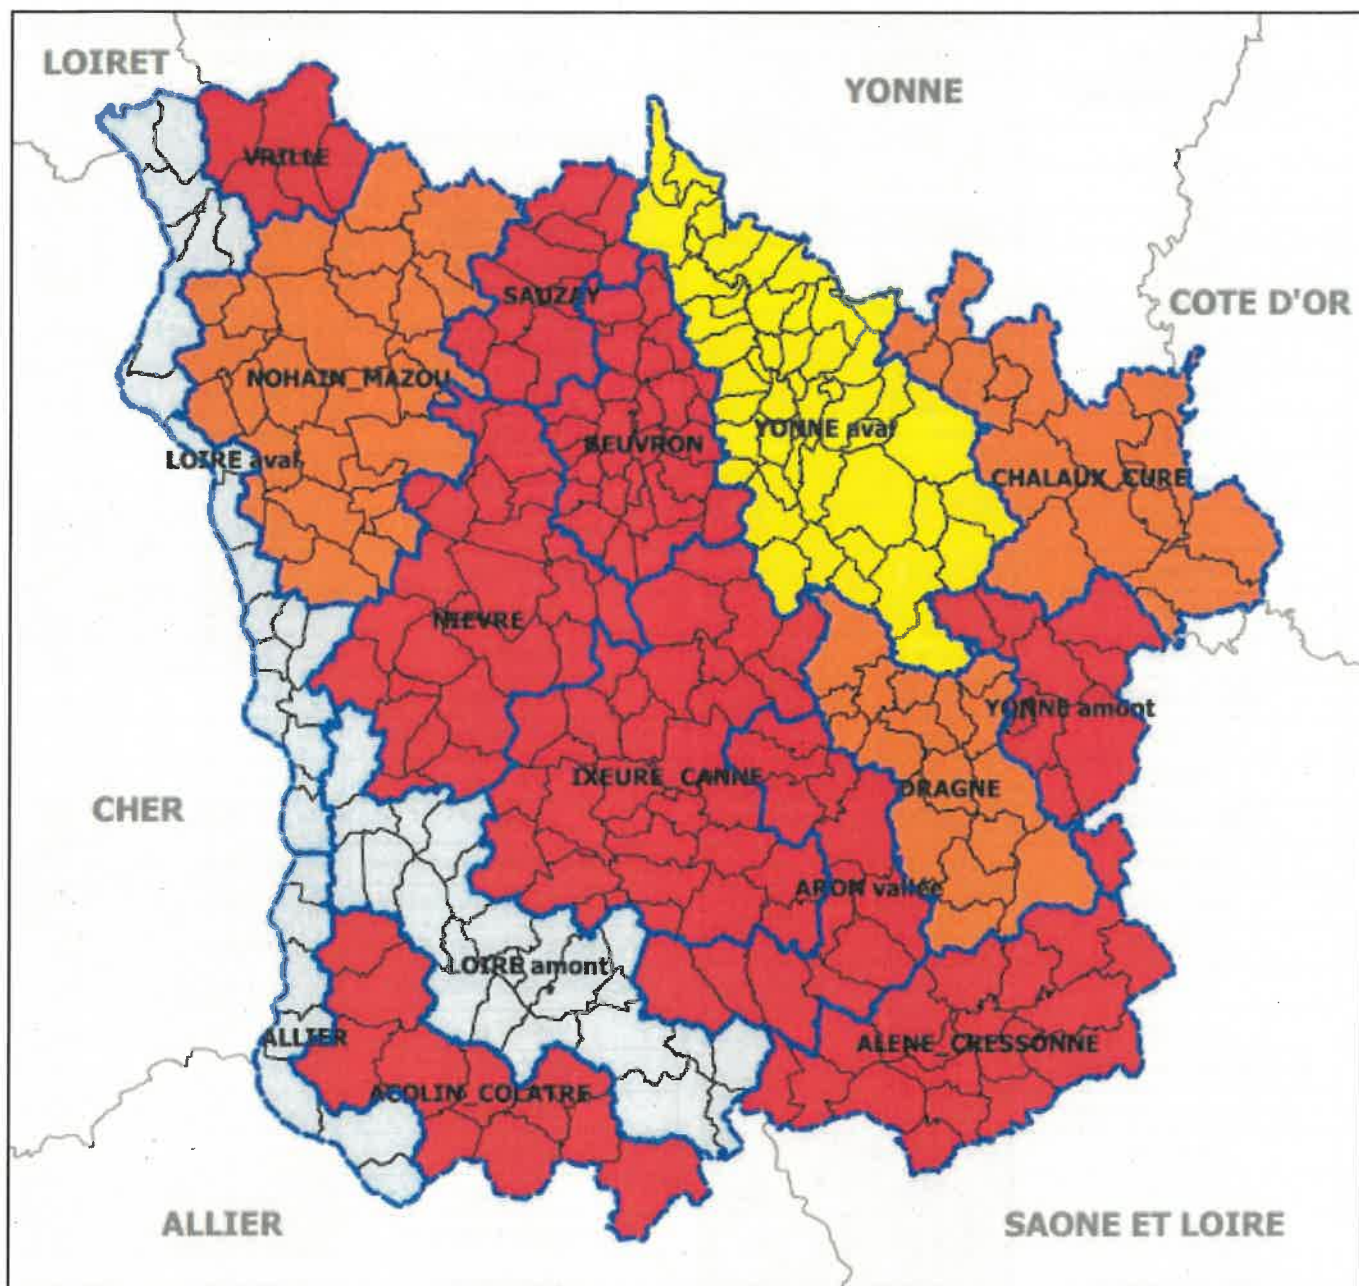 LOIRET
YONNE
VRILLE
SAUZAY
COTE D'OR
NOHAIN_MAZOU
YONNE aval
BEUVRON
LOIRE aval
CHALAUX_CURE
NIEVRE
YONNE amont
IXEURE_CANNE
DRAGNE
CHER
ARON vallée
LOIRE amont
ALLIER
ALENE_CRESSONNE
ACOLIN_COLATRE
ALLIER
SAONE ET LOIRE